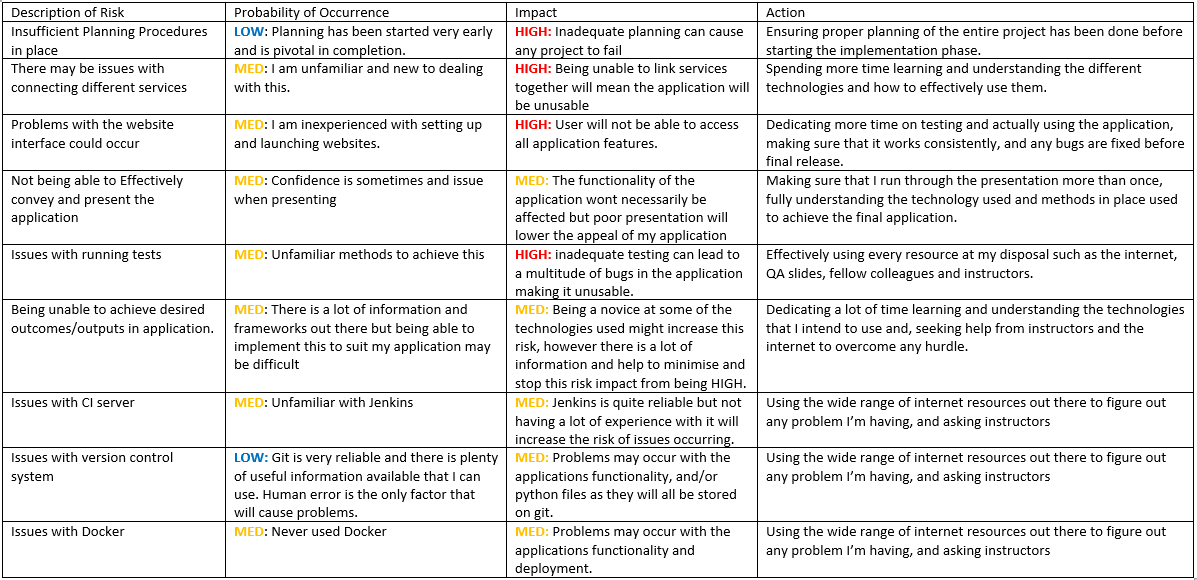 Description of Risk
Probability of Occurrence
Impact
Action
Insufficient Planning Procedures
in place
LOW: Planning has been started very early
and is pivotal in completion.
HIGH: Inadequate planning can cause
any project to fail
Ensuring proper planning of the entire project has been done before
starting the implementation phase.
There may be issues with
connecting different services
MED: I am unfamiliar and new to dealing
with this.
HIGH: Being unable to link services
together will mean the application will
be unusable
Spending more time learning and understanding the different
technologies and how to effectively use them.
Problems with the website
interface could occur
MED: I am inexperienced with setting up
and launching websites.
HIGH: User will not be able to access
all application features.
Dedicating more time on testing and actually using the application,
making sure that it works consistently, and any bugs are fixed before
final release.
Not being able to Effectively
convey and present the
application
MED: Confidence is sometimes and issue
when presenting
MED: The functionality of the
application wont necessarily be
affected but poor presentation will
lower the appeal of my application
Making sure that I run through the presentation more than once,
fully understanding the technology used and methods in place used
to achieve the final application.
Issues with running tests
MED: Unfamiliar methods to achieve this
HIGH: inadequate testing can lead to
a multitude of bugs in the application
making it unusable.
Effectively using every resource at my disposal such as the internet,
QA slides, fellow colleagues and instructors.
Being unable to achieve desired
outcomes/outputs in application.
MED: There is a lot of information and
frameworks out there but being able to
implement this to suit my application may
be difficult
MED: Being a novice at some of the
technologies used might increase this
risk, however there is a lot of
information and help to minimise and
stop this risk impact from being HIGH.
Dedicating a lot of time learning and understanding the technologies
that I intend to use and, seeking help from instructors and the
internet to overcome any hurdle.
Issues with CI server
MED: Unfamiliar with Jenkins
MED: Jenkins is quite reliable but not
having a lot of experience with it will
increase the risk of issues occurring.
Using the wide range of internet resources out there to figure out
any problem I'm having, and asking instructors
Issues with version control
system
LOW: Git is very reliable and there is plenty
of useful information available that I can
use. Human error is the only factor that
will cause problems.
MED: Problems may occur with the
applications functionality, and/or
python files as they will all be stored
on git.
Using the wide range of internet resources out there to figure out
any problem I'm having, and asking instructors
Issues with Docker
MED: Never used Docker
MED: Problems may occur with the
applications functionality and
deployment.
Using the wide range of internet resources out there to figure out
any problem I'm having, and asking instructors